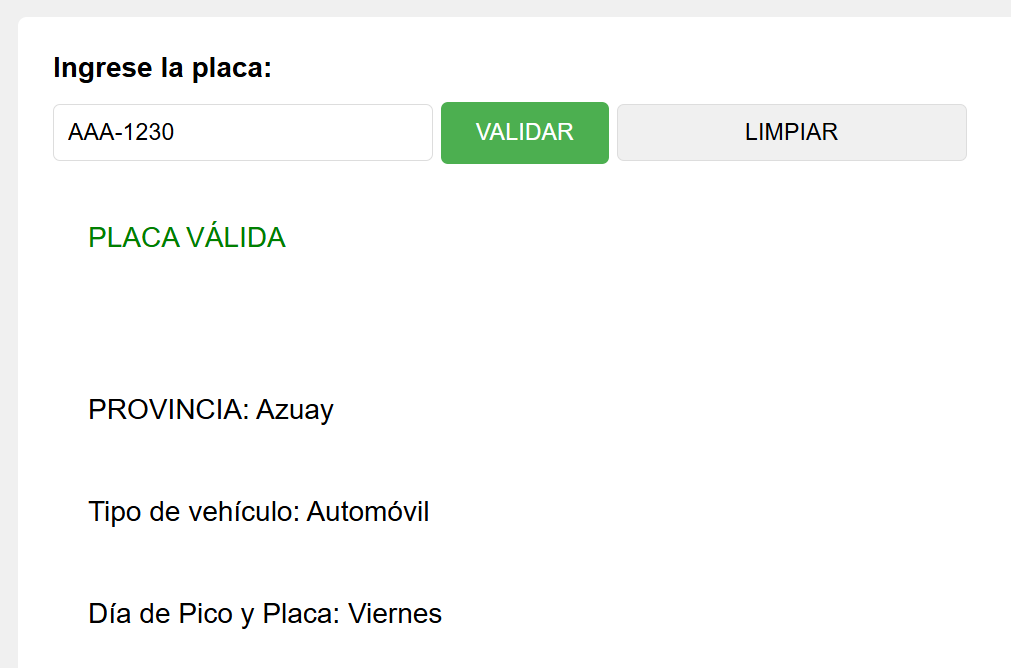 Ingrese la placa:
AAA-1230 VALIDAR LIMPIAR
PLACA VÁLIDA
PROVINCIA: Azuay
Tipo de vehículo: Automóvil
Día de Pico y Placa: Viernes